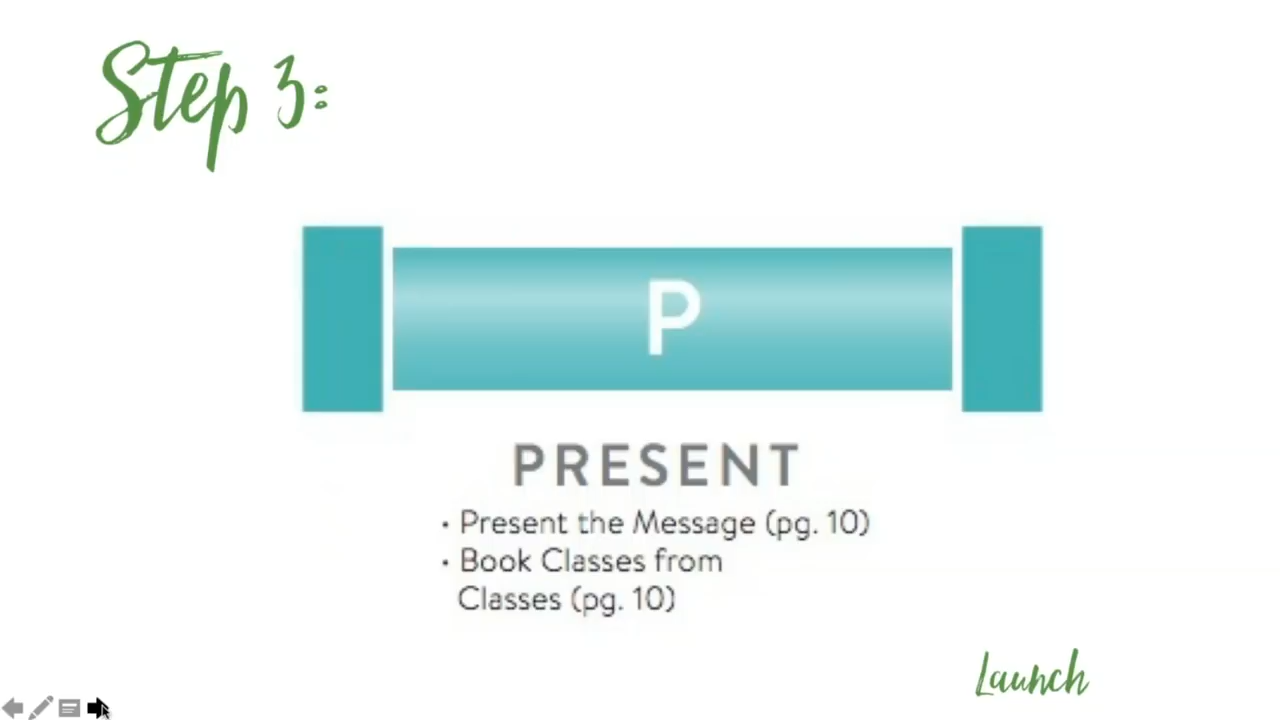 Step 3:
P
PRESENT
• Present the Message (pg. 10)
• Book Classes from
Classes (pg. 10)
Launch